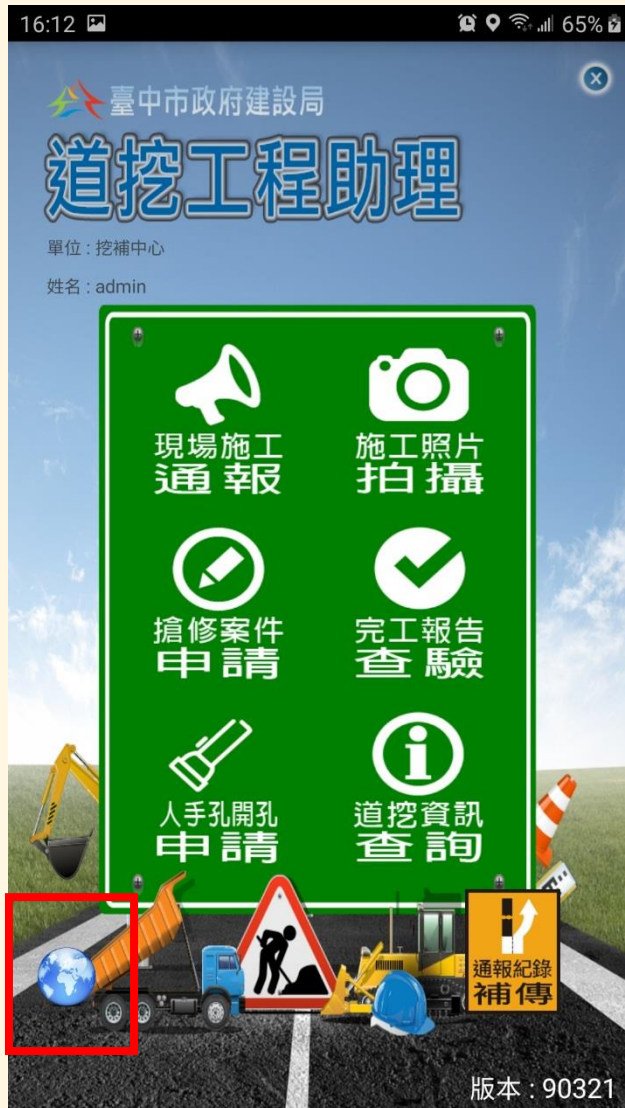 16:12
65%
臺中市政府建設局
道挖工程助理
單位 : 挖補中心
姓名 : admin
現場施工
通報
施工照片
拍攝
搶修案件
申請
完工報告
查驗
人手孔開孔
申請
道挖資訊
查詢
通報紀錄
補傳
版本 : 90321